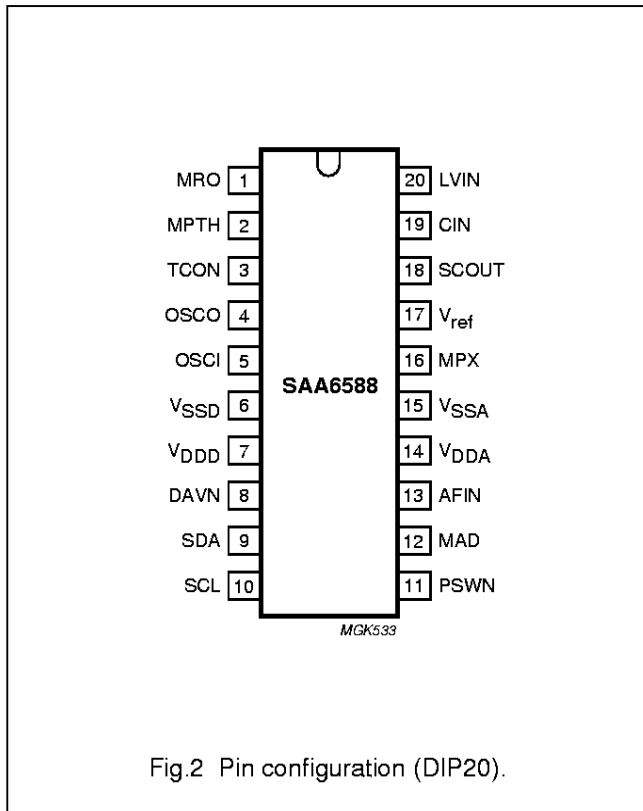 MRO 1 20 LVIN
MPTH 2 19 CIN
TCON 3 18 SCOUT
OSCO 4 17 Vref
OSCI 5 16 MPX
SAA6588
VSSD 6 15 VSSA
VDDD 7 14 VDDA
DAVN 8 13 AFIN
SDA 9 12 MAD
SCL 10 11 PSWN
MGK533
Fig.2 Pin configuration (DIP20).